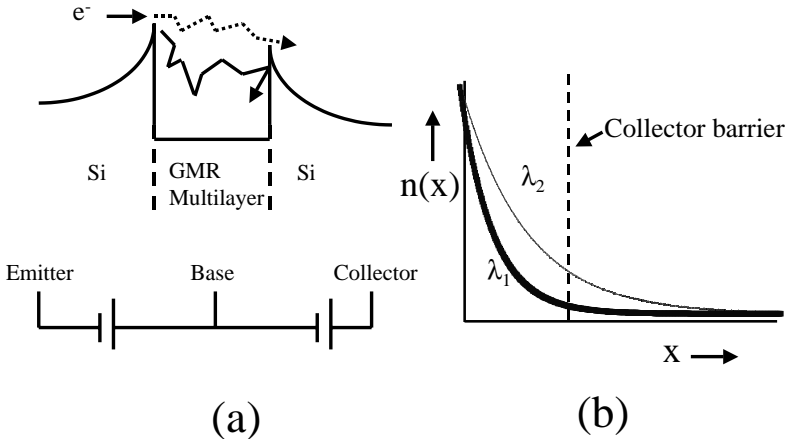 e-
Si
GMR
Multilayer
Si
Emitter
Base
Collector
(a)
n(x)
Collector barrier
λ2
λ1
x
(b)